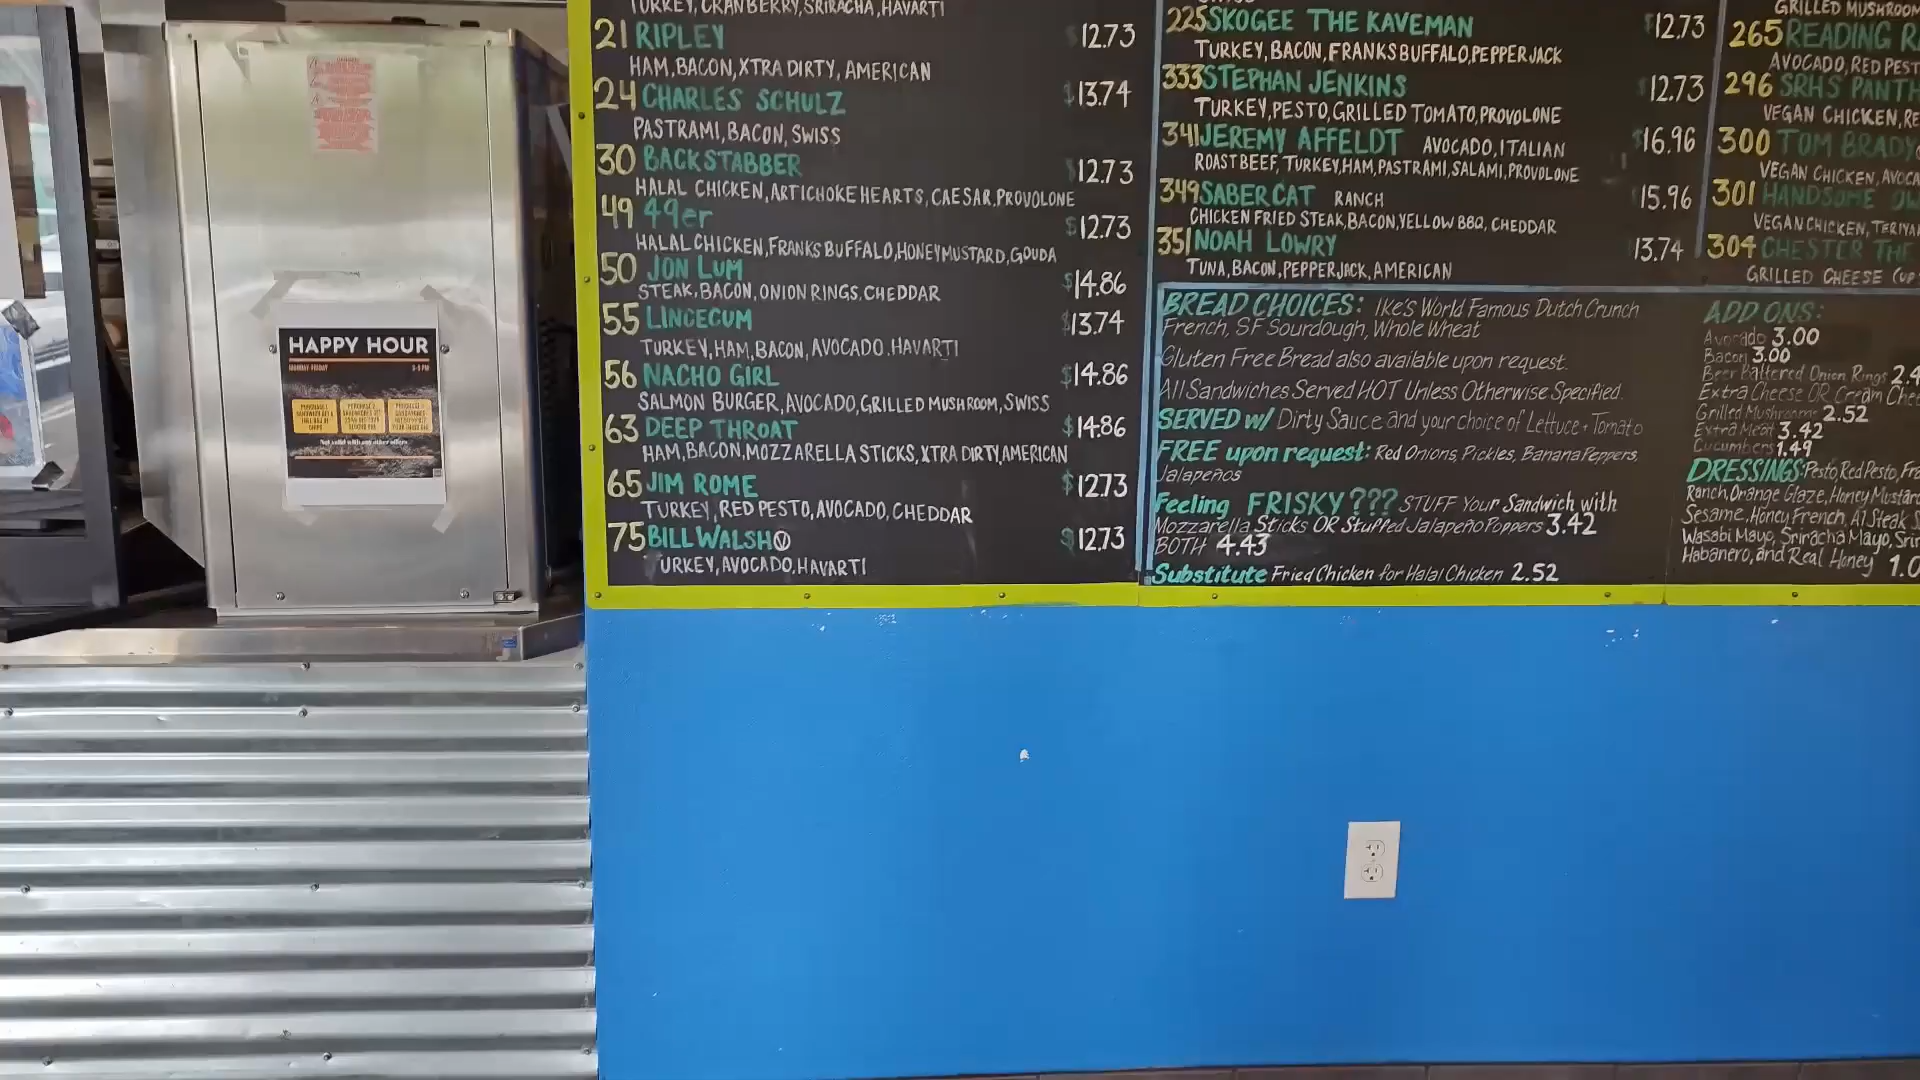 HAPPY HOUR
MONDAY-FRIDAY
Not valid with any other offers
TURKEY, CRANBERRY, SRIRACHA, HAVARTI
21 RIPLEY $12.73
HAM, BACON, XTRA DIRTY, AMERICAN
24 CHARLES SCHULZ $13.74
PASTRAMI, BACON, SWISS
30 BACKSTABBER $12.73
HALAL CHICKEN, ARTICHOKE HEARTS, CAESAR, PROVOLONE
49 49er $12.73
HALAL CHICKEN, FRANKS BUFFALO, HONEY MUSTARD, GOUDA
50 JON LUM $14.86
STEAK, BACON, ONION RINGS, CHEDDAR
55 LINCECUM $13.74
TURKEY, HAM, BACON, AVOCADO, HAVARTI
56 NACHO GIRL $14.86
SALMON BURGER, AVOCADO, GRILLED MUSHROOM, SWISS
63 DEEP THROAT $14.86
HAM, BACON, MOZZARELLA STICKS, XTRA DIRTY, AMERICAN
65 JIM ROME $12.73
TURKEY, RED PESTO, AVOCADO, CHEDDAR
75 BILL WALSH Ⓥ $12.73
URKEY, AVOCADO, HAVARTI
225 SKOGEE THE KAVEMAN $12.73
TURKEY, BACON, FRANKS BUFFALO, PEPPER JACK
333 STEPHAN JENKINS $12.73
TURKEY, PESTO, GRILLED TOMATO, PROVOLONE
341 JEREMY AFFELDT AVOCADO, ITALIAN $16.96
ROAST BEEF, TURKEY, HAM, PASTRAMI, SALAMI, PROVOLONE
349 SABERCAT RANCH $15.96
CHICKEN FRIED STEAK, BACON, YELLOW BBQ, CHEDDAR
351 NOAH LOWRY $13.74
TUNA, BACON, PEPPER JACK, AMERICAN
BREAD CHOICES: Ike's World Famous Dutch Crunch
French, SF Sourdough, Whole Wheat
Gluten Free Bread also available upon request.
All Sandwiches Served HOT Unless Otherwise Specified.
SERVED w/ Dirty Sauce and your choice of Lettuce + Tomato
FREE upon request: Red Onions, Pickles, Banana Peppers,
Jalapeños
Feeling FRISKY??? STUFF Your Sandwich with
Mozzarella Sticks OR Stuffed Jalapeño Poppers 3.42
BOTH 4.43
Substitute Fried Chicken for Halal Chicken 2.52
GRILLED MUSHROOM
265 READING R
AVOCADO, RED PEST
296 SRHS PANTH
VEGAN CHICKEN, RE
300 TOM BRADY
VEGAN CHICKEN, AVOCA
301 HANDSOME OW
VEGAN CHICKEN, TERIYA
304 CHESTER THE
GRILLED CHEESE (UP
ADD ONS:
Avocado 3.00
Bacon 3.00
Beer Battered Onion Rings 2.4
Extra Cheese OR Cream Chee
Grilled Mushrooms 2.52
Extra Meat 3.42
Cucumbers 1.49
DRESSINGS: Pesto, Red Pesto, Fra
Ranch, Orange Glaze, Honey Mustard
Sesame, Honey French, A1 Steak S
Wasabi Mayo, Sriracha Mayo, Srir
Habanero, and Real Honey 1.0